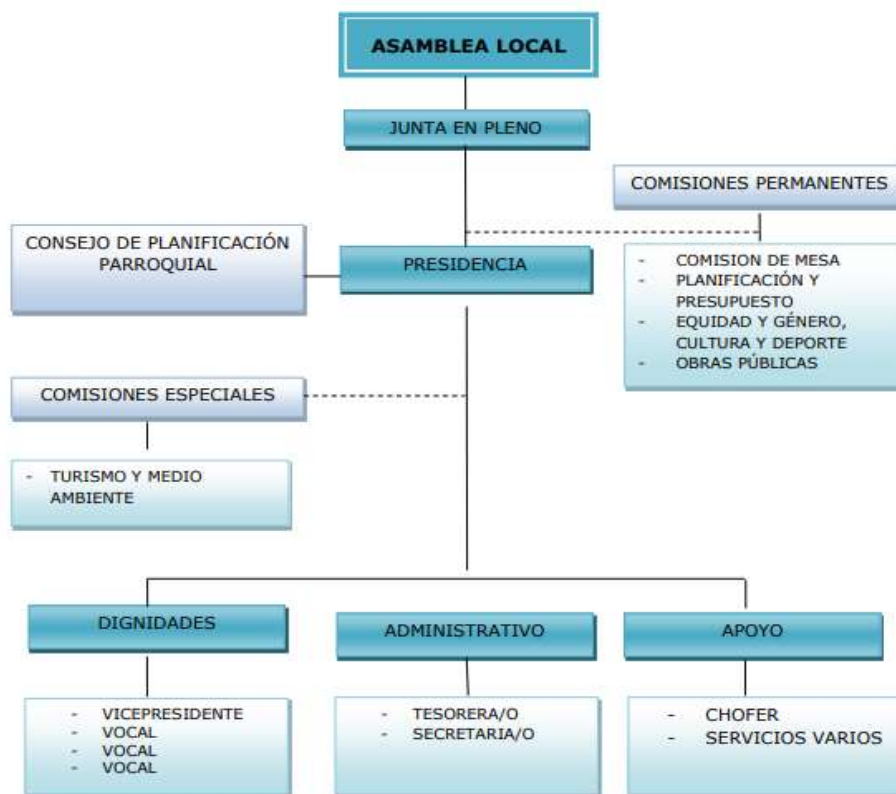 ASAMBLEA LOCAL
JUNTA EN PLENO
COMISIONES PERMANENTES
CONSEJO DE PLANIFICACIÓN
PARROQUIAL
PRESIDENCIA
- COMISION DE MESA
- PLANIFICACIÓN Y
PRESUPUESTO
- EQUIDAD Y GÉNERO,
CULTURA Y DEPORTE
- OBRAS PÚBLICAS
COMISIONES ESPECIALES
- TURISMO Y MEDIO
AMBIENTE
DIGNIDADES
- VICEPRESIDENTE
- VOCAL
- VOCAL
- VOCAL
ADMINISTRATIVO
- TESORERA/O
- SECRETARIA/O
APOYO
- CHOFER
- SERVICIOS VARIOS